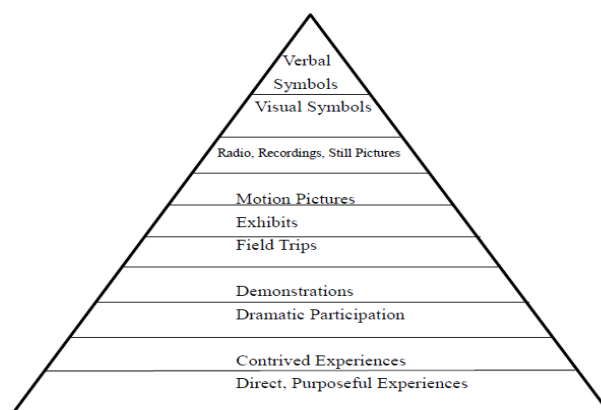 Verbal
Symbols
Visual Symbols
Radio, Recordings, Still Pictures
Motion Pictures
Exhibits
Field Trips
Demonstrations
Dramatic Participation
Contrived Experiences
Direct, Purposeful Experiences